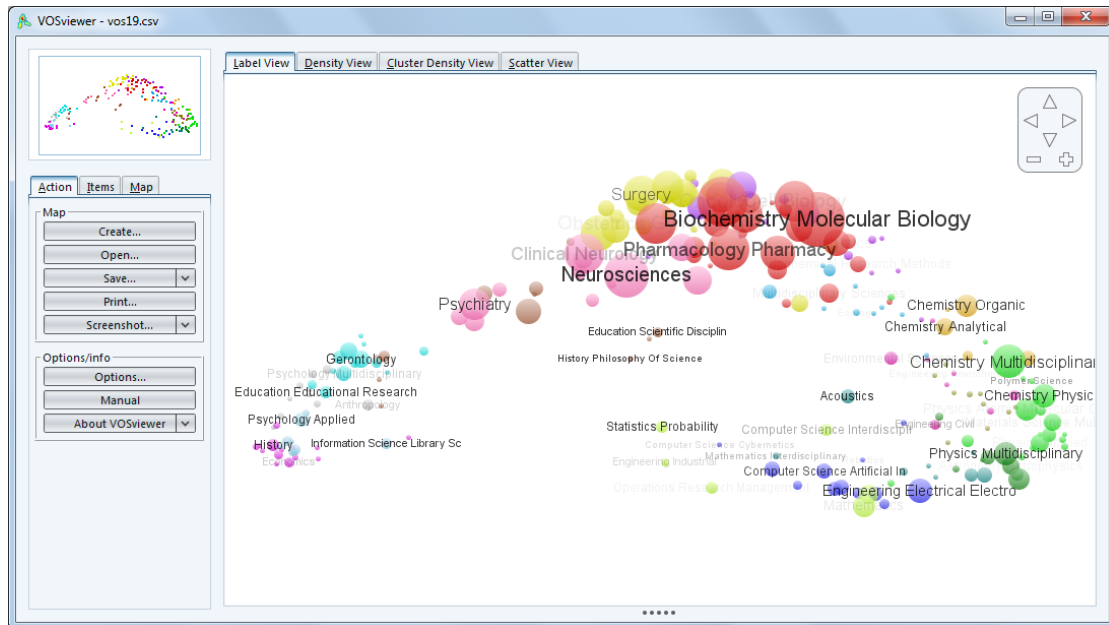 VOSviewer - vos19.csv
Label View
Density View
Cluster Density View
Scatter View
Action
Items
Map
Map
Create...
Open...
Save...
Print...
Screenshot...
Options/info
Options...
Manual
About VOSviewer
Surgery
Biochemistry Molecular Biology
Clinical Neurology
Pharmacology Pharmacy
Neurosciences
Multidisciplinary Sciences
Psychiatry
Chemistry Organic
Education Scientific Disciplin
Chemistry Analytical
Gerontology
History Philosophy Of Science
Chemistry Multidisciplinar
Psychology Multidisciplinary
Polymer Science
Education Educational Research
Acoustics
Chemistry Physic
Anthropology
Psychology Applied
Statistics Probability
Computer Science Interdiscipli
Engineering Civil
History
Information Science Library Sc
Computer Science Cybernetics
Physics Multidisciplinary
Mathematics Interdisciplinary
Economics
Engineering Industrial
Computer Science Artificial In
Operations Research Management
Engineering Electrical Electro
Mathematics